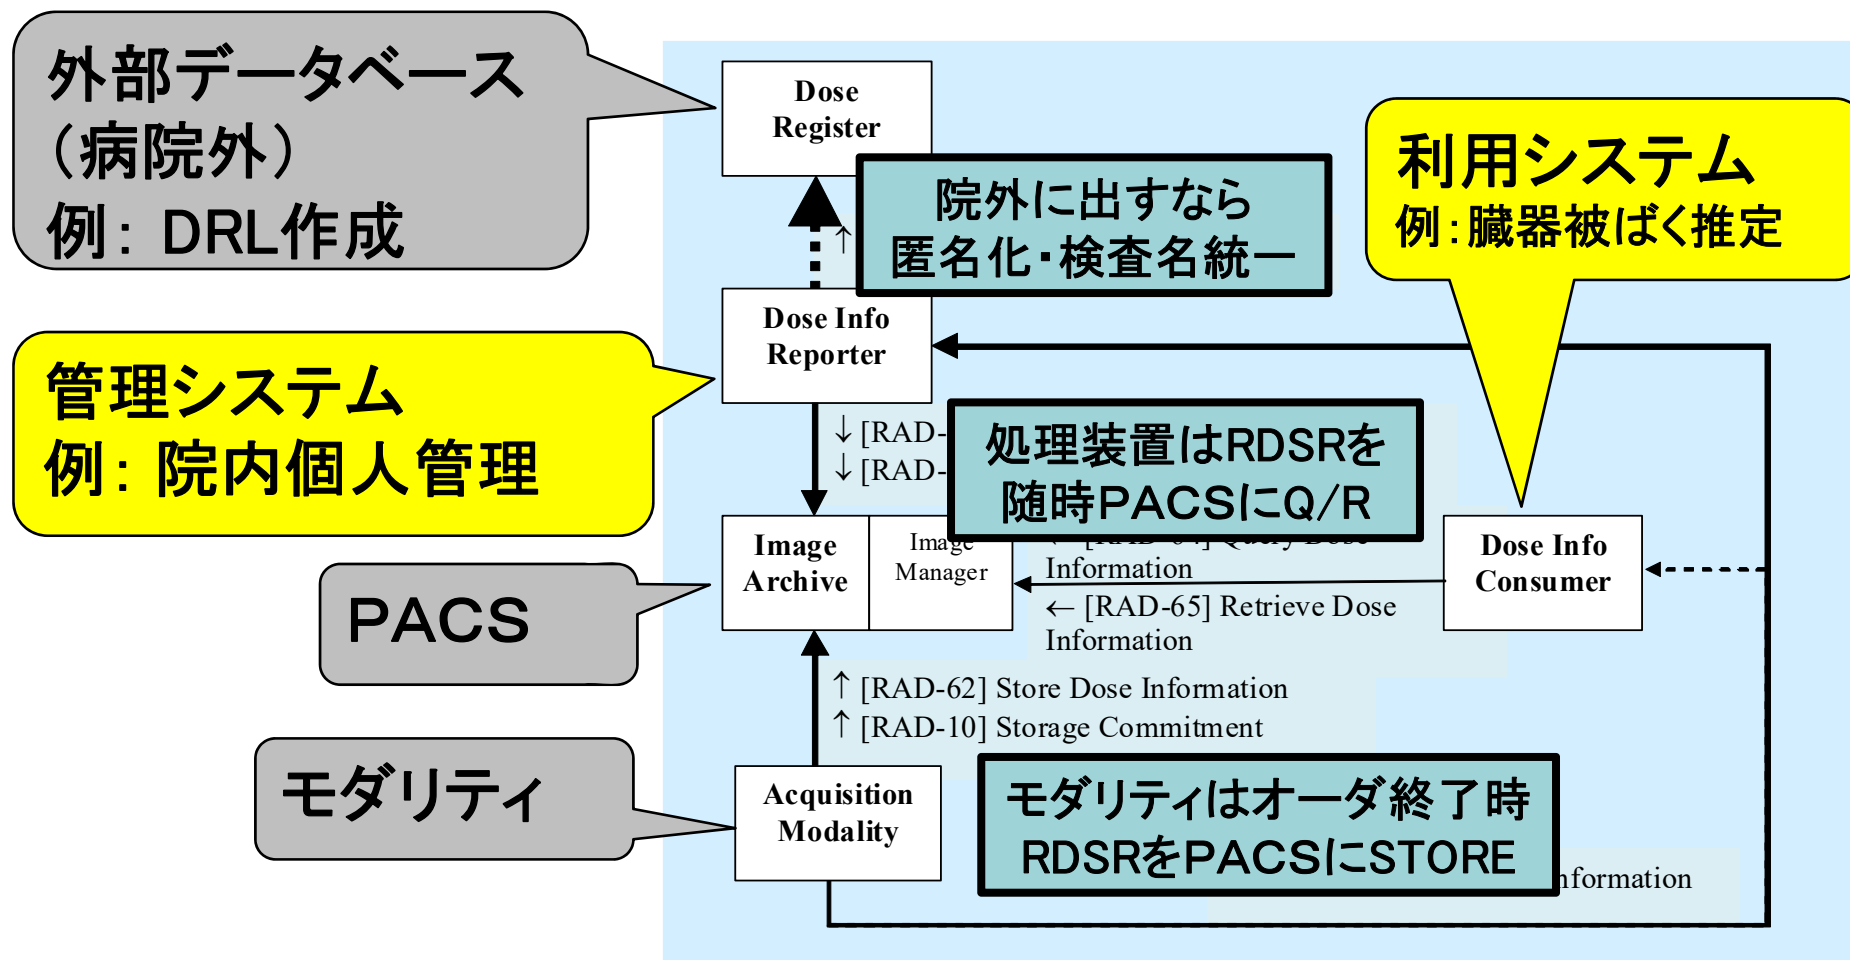 外部データベース
（病院外）
例：DRL作成
Dose
Register
院外に出すなら
匿名化・検査名統一
利用システム
例：臓器被ばく推定
↑
Dose Info
Reporter
管理システム
例：院内個人管理
↓ [RAD-
↓ [RAD-
処理装置はRDSRを
随時PACSにQ/R
Image
Archive
Image
Manager
Information
← [RAD-65] Retrieve Dose
Information
Dose Info
Consumer
PACS
↑ [RAD-62] Store Dose Information
↑ [RAD-10] Storage Commitment
モダリティ
Acquisition
Modality
モダリティはオーダ終了時
RDSRをPACSにSTORE
nformation